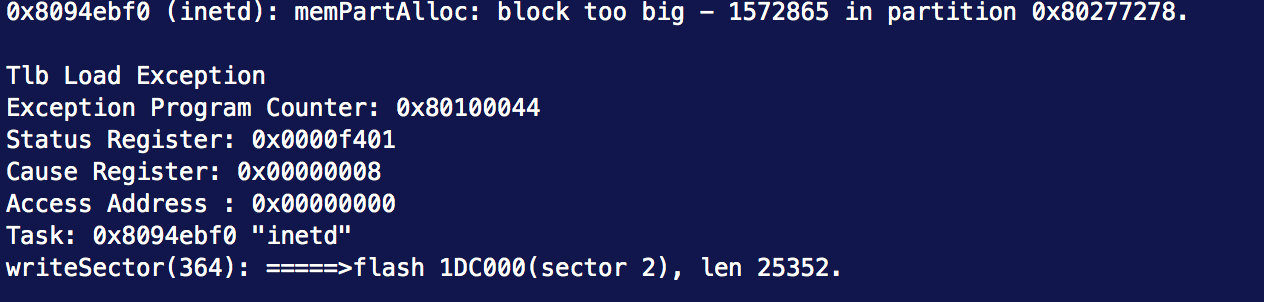 0x8094ebf0 (inetd): memPartAlloc: block too big - 1572865 in partition 0x80277278.
Tlb Load Exception
Exception Program Counter: 0x80100044
Status Register: 0x0000f401
Cause Register: 0x00000008
Access Address : 0x00000000
Task: 0x8094ebf0 "inetd"
writeSector(364): =====>flash 1DC000(sector 2), len 25352.